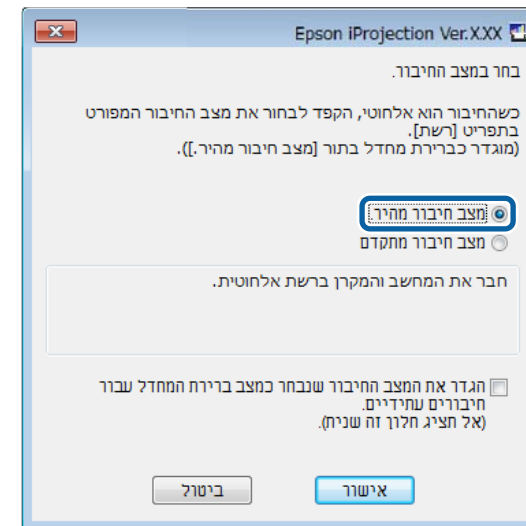 Epson iProjection Ver.X.XX
בחר במצב החיבור.
כשהחיבור הוא אלחוטי, הקפד לבחור את מצב החיבור המפורט
בתפריט [רשת].
(מוגדר כברירת מחדל בתור [מצב חיבור מהיר.]).
מצב חיבור מהיר
מצב חיבור מתקדם
חבר את המחשב והמקרן ברשת אלחוטית.
הגדר את המצב החיבור שנבחר כמצב ברירת המחדל עבור
חיבורים עתידיים.
(אל תציג חלון זה שנית).
אישור
ביטול